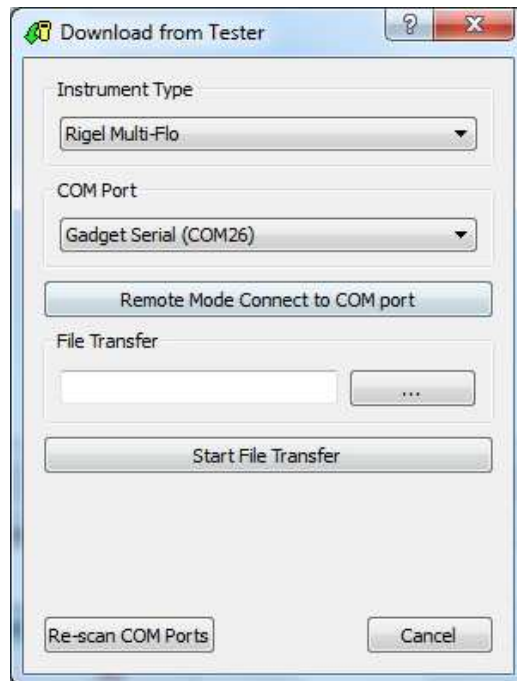 Download from Tester
Instrument Type
Rigel Multi-Flo
COM Port
Gadget Serial (COM26)
Remote Mode Connect to COM port
File Transfer
...
Start File Transfer
Re-scan COM Ports
Cancel